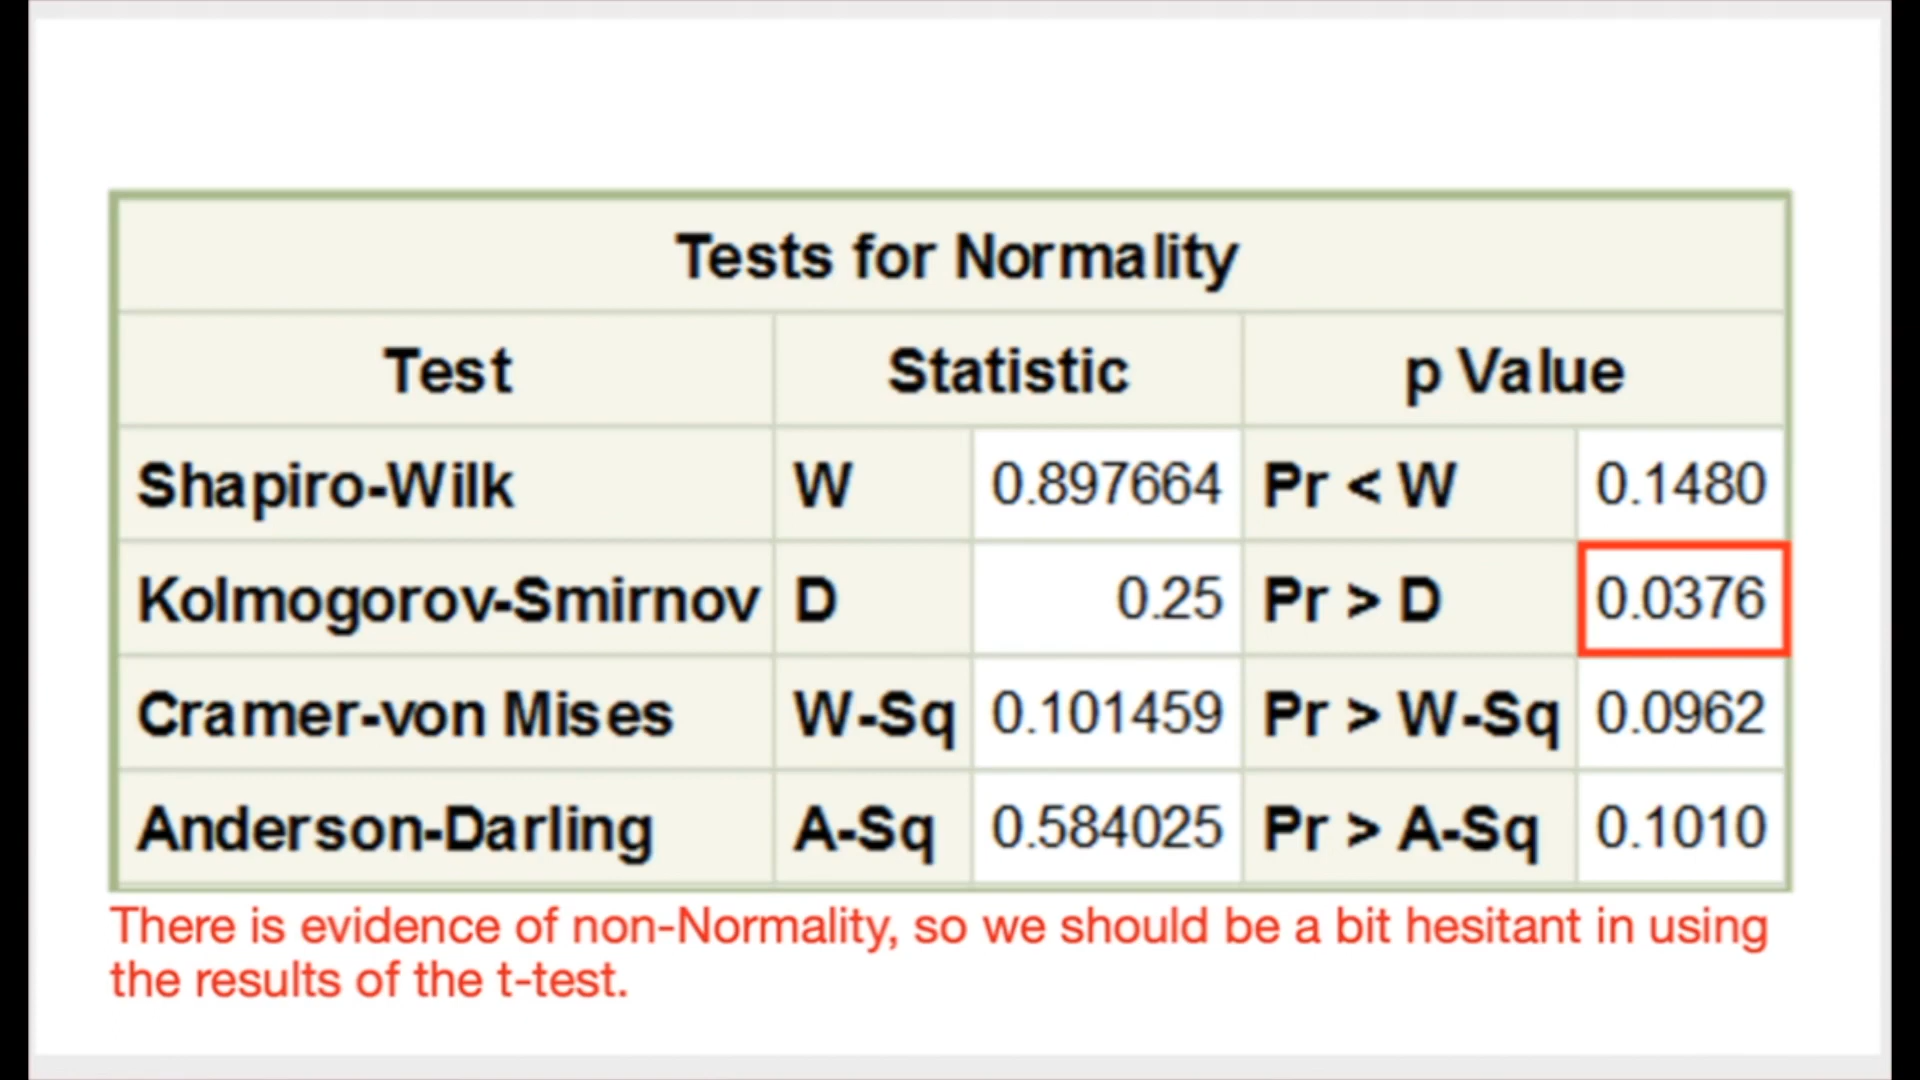 Tests for Normality
Test Statistic p Value
Shapiro-Wilk W 0.897664 Pr < W 0.1480
Kolmogorov-Smirnov D 0.25 Pr > D 0.0376
Cramer-von Mises W-Sq 0.101459 Pr > W-Sq 0.0962
Anderson-Darling A-Sq 0.584025 Pr > A-Sq 0.1010
There is evidence of non-Normality, so we should be a bit hesitant in using
the results of the t-test.